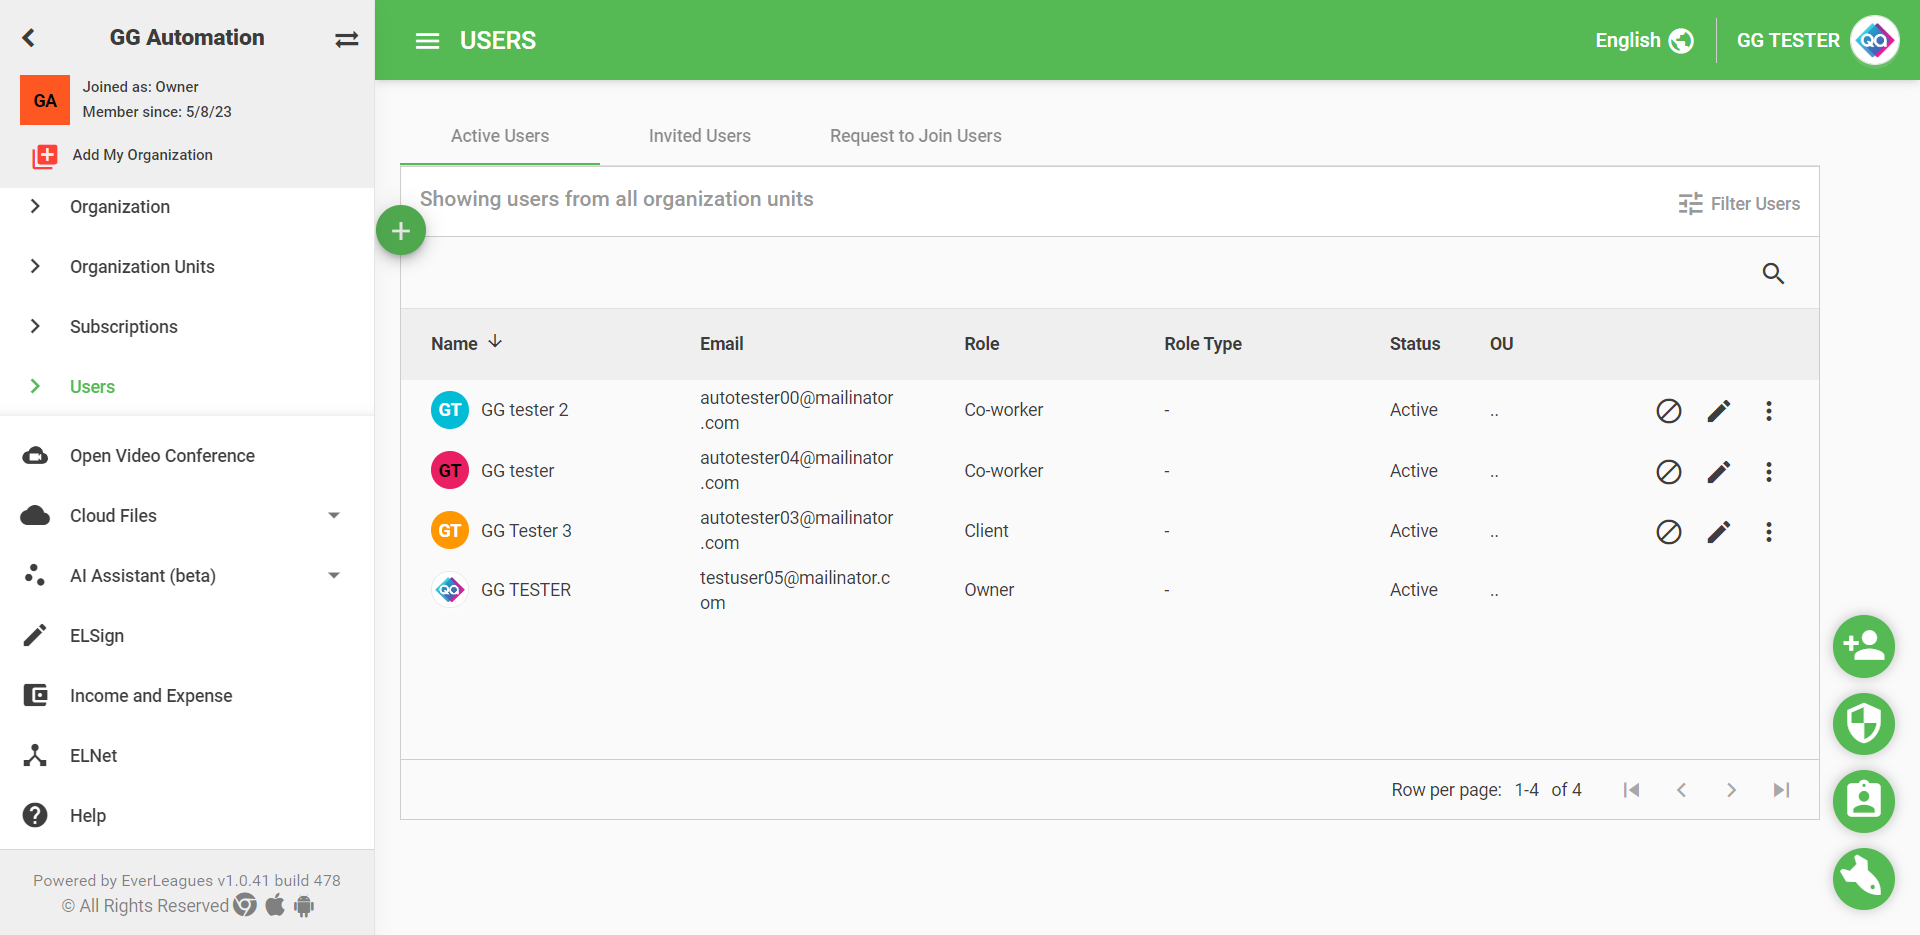 GG Automation
GA
Joined as: Owner
Member since: 5/8/23
Add My Organization
Organization
Organization Units
Subscriptions
Users
Open Video Conference
Cloud Files
AI Assistant (beta)
ELSign
Income and Expense
ELNet
Help
Powered by EverLeagues v1.0.41 build 478
© All Rights Reserved
USERS
English
GG TESTER
QA
Active Users
Invited Users
Request to Join Users
Showing users from all organization units
Filter Users
Name
Email
Role
Role Type
Status
OU
GT
GG tester 2
autotester00@mailinator
.com
Co-worker
-
Active
..
GT
GG tester
autotester04@mailinator
.com
Co-worker
-
Active
..
GT
GG Tester 3
autotester03@mailinator
.com
Client
-
Active
..
QA
GG TESTER
testuser05@mailinator.c
om
Owner
-
Active
..
Row per page:
1-4
of 4